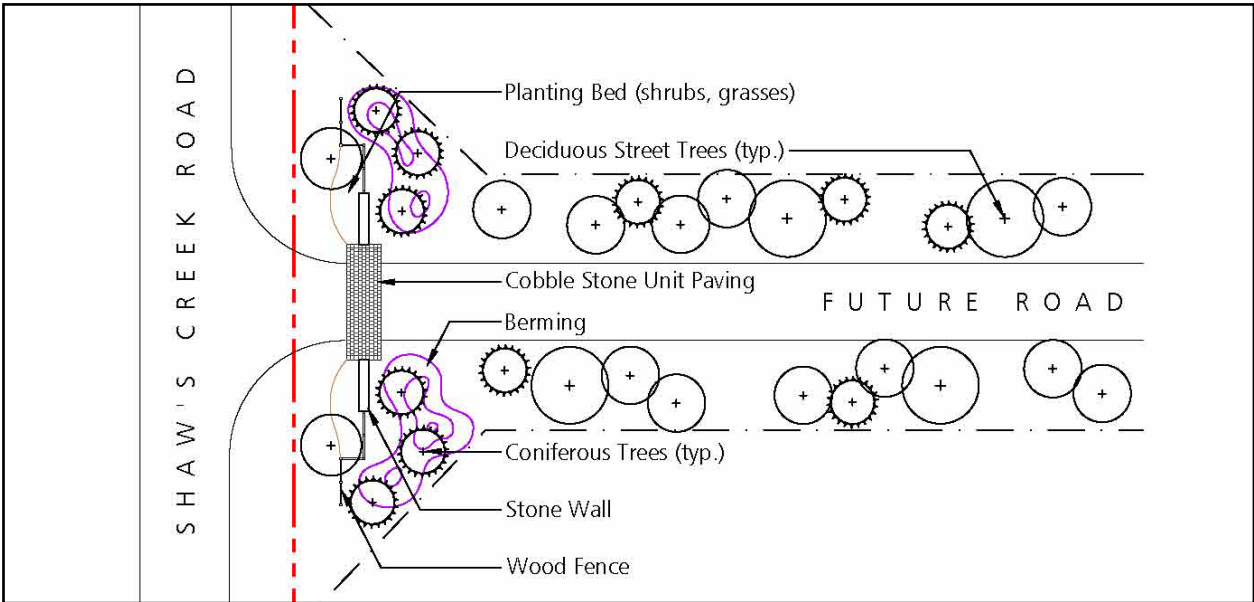 SHAW'S CREEK ROAD
Planting Bed (shrubs, grasses)
Deciduous Street Trees (typ.)
Cobble Stone Unit Paving
FUTURE ROAD
Berming
Coniferous Trees (typ.)
Stone Wall
Wood Fence